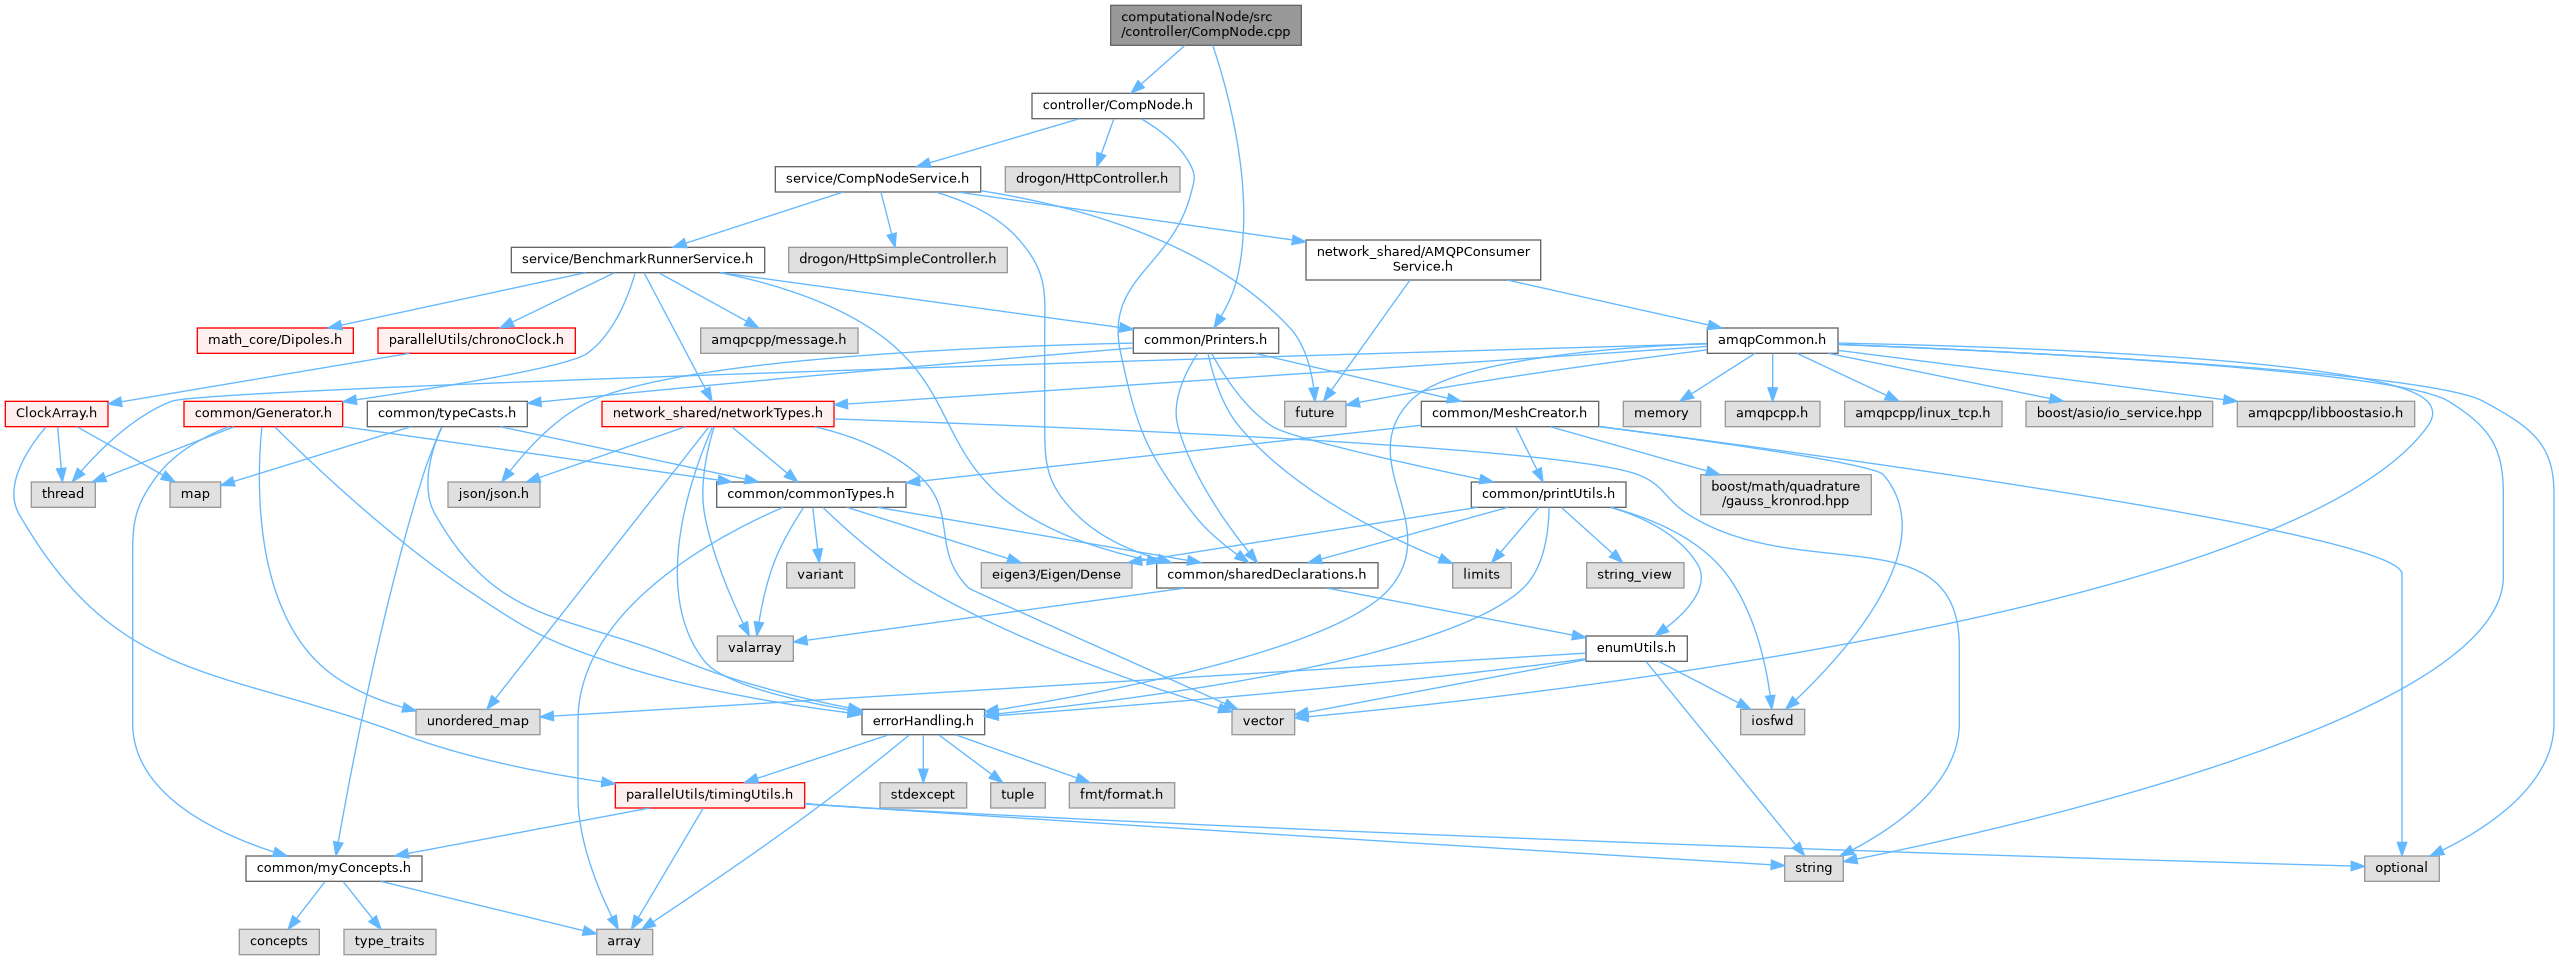 computationalNode/src
/controller/CompNode.cpp
controller/CompNode.h
service/CompNodeService.h
drogon/HttpController.h
service/BenchmarkRunnerService.h
drogon/HttpSimpleController.h
network_shared/AMQPConsumer
Service.h
math_core/Dipoles.h
parallelUtils/chronoClock.h
amqpcpp/message.h
common/Printers.h
amqpCommon.h
ClockArray.h
common/Generator.h
common/typeCasts.h
network_shared/networkTypes.h
future
common/MeshCreator.h
memory
amqpcpp.h
amqpcpp/linux_tcp.h
boost/asio/io_service.hpp
amqpcpp/libboostasio.h
thread
map
json/json.h
common/commonTypes.h
common/printUtils.h
boost/math/quadrature
/gauss_kronrod.hpp
variant
eigen3/Eigen/Dense
common/sharedDeclarations.h
limits
string_view
valarray
enumUtils.h
unordered_map
errorHandling.h
vector
iosfwd
parallelUtils/timingUtils.h
stdexcept
tuple
fmt/format.h
common/myConcepts.h
string
optional
concepts
type_traits
array